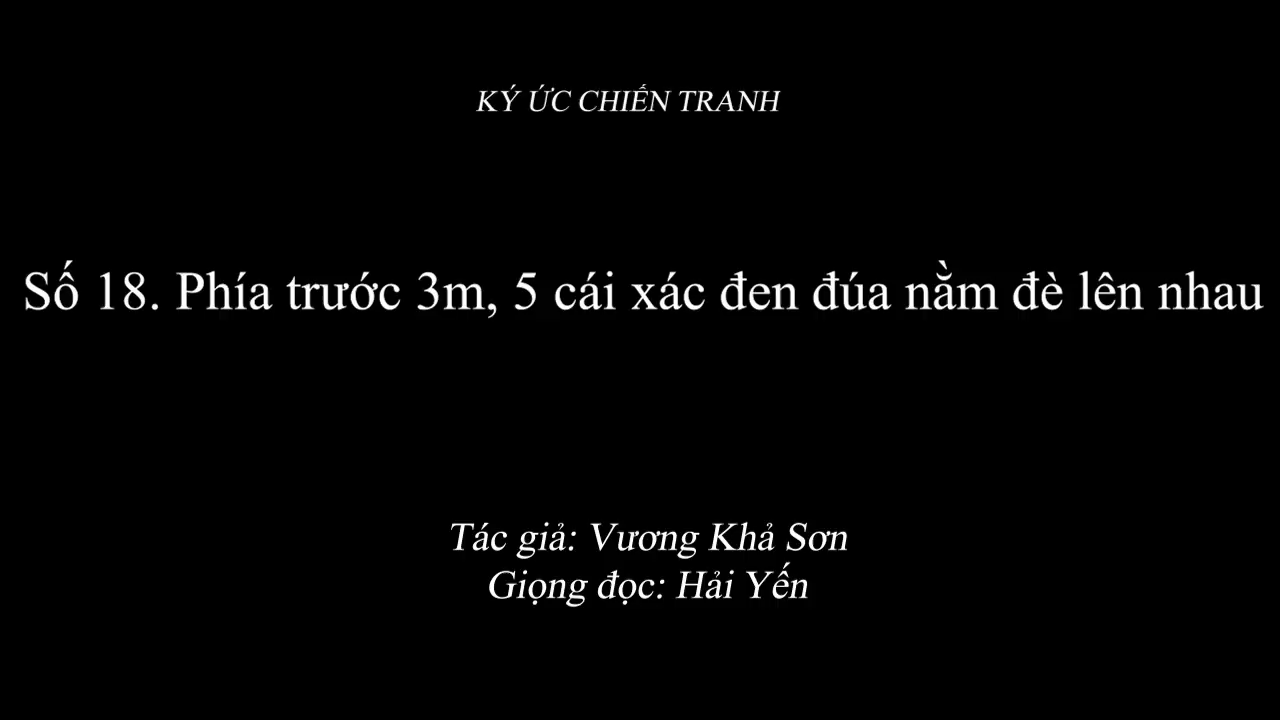 KÝ ỨC CHIẾN TRANH
Số 18. Phía trước 3m, 5 cái xác đen đúa nằm đè lên nhau
Tác giả: Vương Khả Sơn
Giọng đọc: Hải Yến